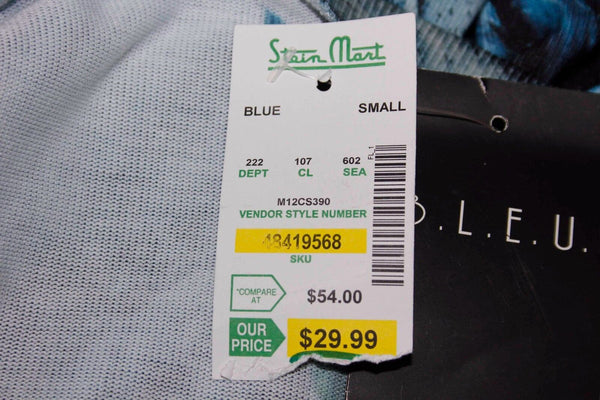 Stein Mart
BLUE SMALL
222 107 602
DEPT CL SEA
FL_1
M12CS390
VENDOR STYLE NUMBER
48419568
SKU
*COMPARE AT $54.00
OUR PRICE $29.99
B.L.E.U.